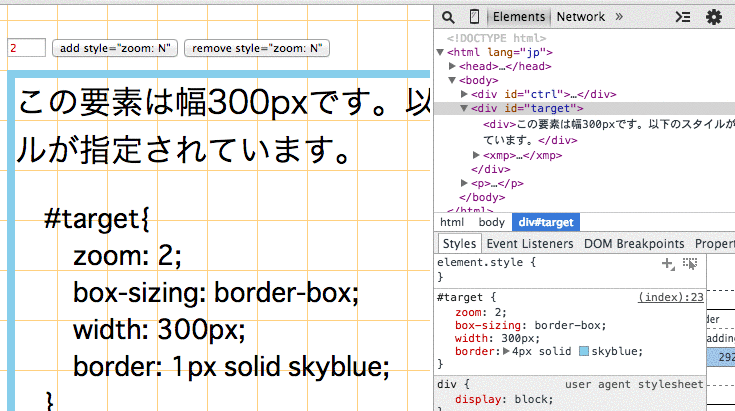 2 add style="zoom: N" remove style="zoom: N"
この要素は幅300pxです。以
ルが指定されています。
#target{
zoom: 2;
box-sizing: border-box;
width: 300px;
border: 1px solid skyblue;
}
Elements Network »
<!DOCTYPE html>
▼<html lang="jp">
▶<head>…</head>
▼<body>
▶<div id="ctrl">…</div>
▼<div id="target">
<div>この要素は幅300pxです。以下のスタイルが
ています。</div>
▶<xmp>…</xmp>
</div>
▶<p>…</p>
</body>
</html>
html body div#target
Styles Event Listeners DOM Breakpoints Propert
element.style {
}
#target { (index):23
zoom: 2;
box-sizing: border-box;
width: 300px;
border:▶4px solid skyblue;
}
div { user agent stylesheet
display: block;
der
adding
292